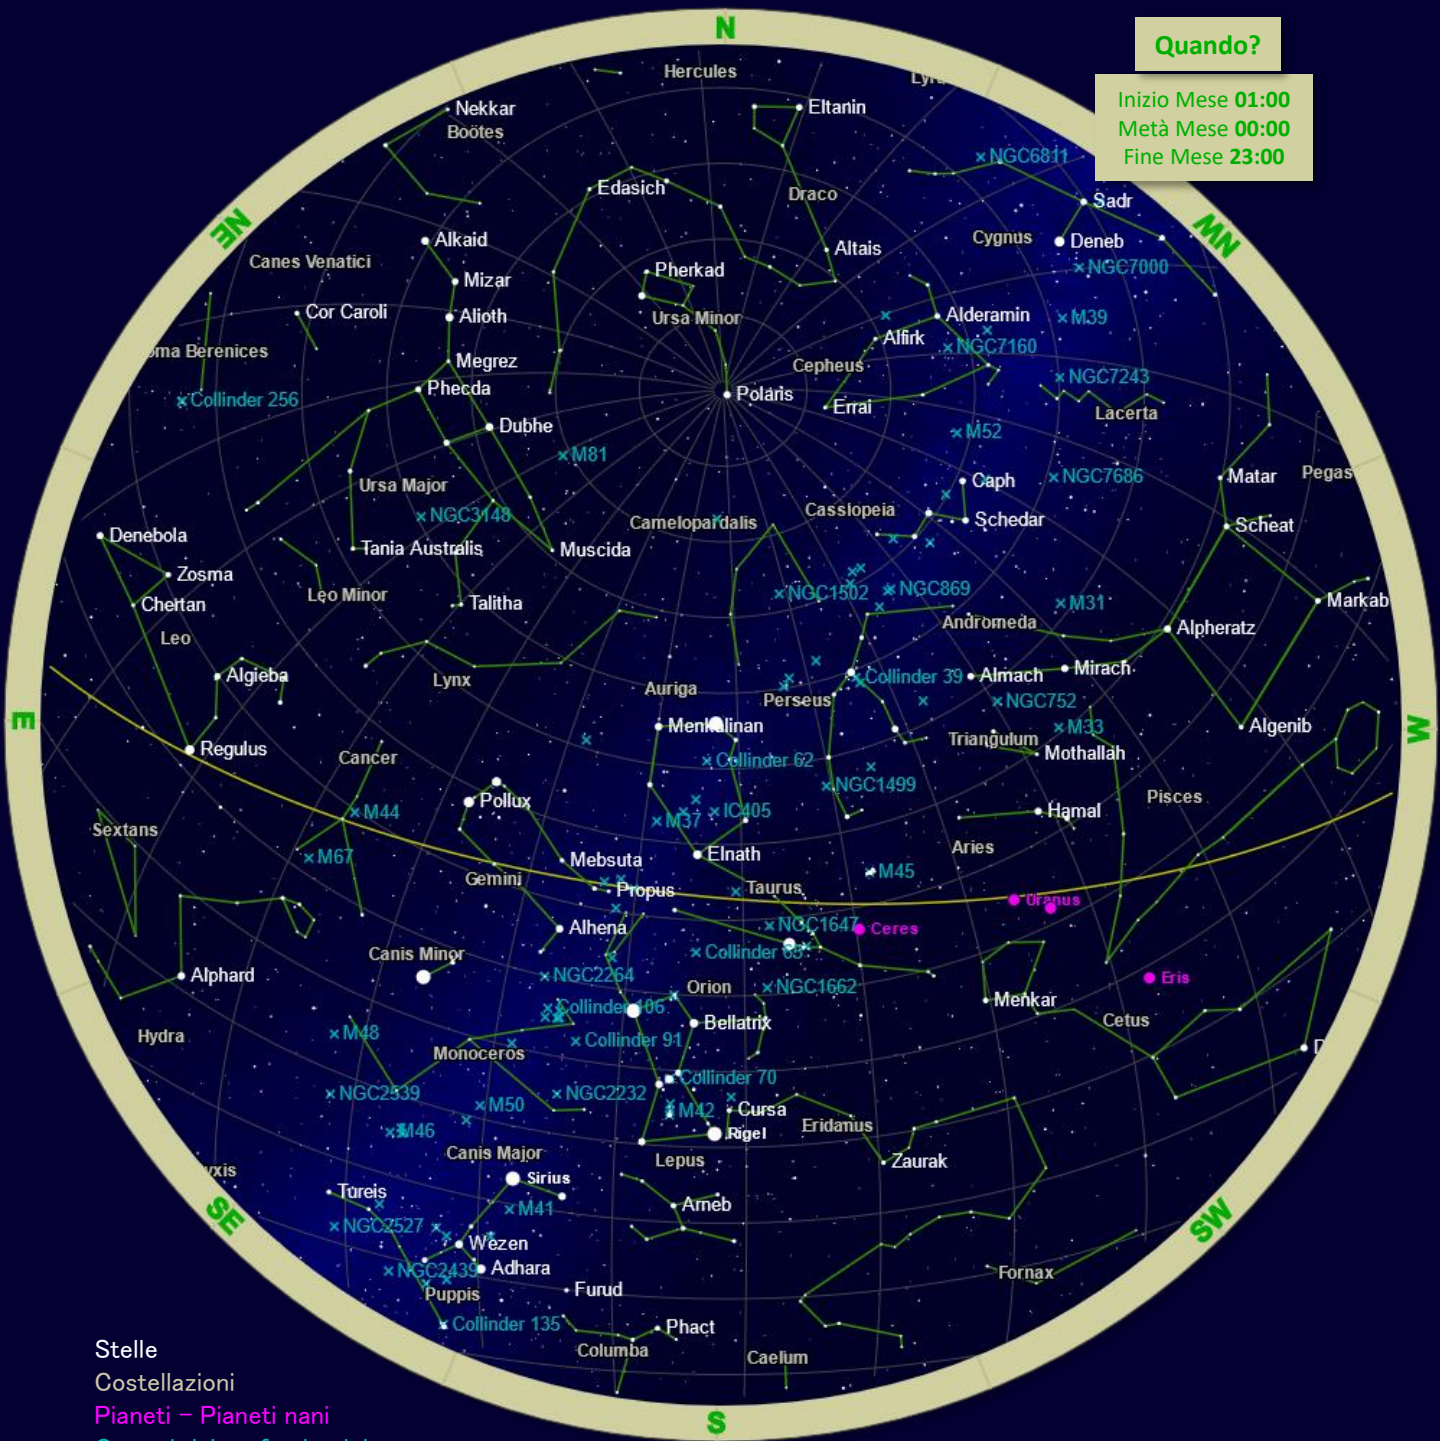 N
Quando?
Inizio Mese 01:00
Metà Mese 00:00
Fine Mese 23:00
Hercules
Nekkar
Boötes
Eltanin
NGC6811
Edasich
Draco
Sadr
NE
NW
Alkaid
Altais
Cygnus
Deneb
Canes Venatici
Mizar
Pherkad
NGC7000
Cor Caroli
Alioth
Ursa Minor
Alderamin
M39
Alfirk
NGC7160
Berenices
Megrez
Cepheus
Phecda
NGC7243
Collinder 256
Polaris
Errai
Lacerta
Dubhe
M52
M81
Ursa Major
Caph
NGC7686
Matar
Pegas
NGC3148
Camelopardalis
Cassiopeia
Schedar
Scheat
Denebola
Tania Australis
Muscida
Zosma
Chertan
Leo Minor
Talitha
NGC1502
NGC869
M31
Markab
Leo
Andromeda
Alpheratz
Algieba
Lynx
Auriga
Collinder 39
Almach
Mirach
Perseus
NGC752
E
Menkalinan
M33
Algenib
W
Regulus
Cancer
Collinder 62
Triangulum
Mothallah
Pollux
NGC1499
Pisces
M44
M37
IC405
Hamal
Sextans
M67
Mebsuta
Elnath
Aries
Gemini
Propus
Taurus
M45
Uranus
Alhena
NGC1647
Ceres
Canis Minor
Collinder 65
Alphard
NGC2264
Orion
NGC1662
Eris
Collinder 106
Menkar
Hydra
M48
Bellatrix
Cetus
Monoceros
Collinder 91
Collinder 70
NGC2539
M50
NGC2232
M42
Cursa
M46
Rigel
Eridanus
Canis Major
Lepus
Zaurak
Sirius
Tureis
M41
Arneb
SE
SW
NGC2527
Wezen
NGC2439
Adhara
Fornax
Puppis
Furud
Collinder 135
Phact
Columba
Caelum
Stelle
Costellazioni
Pianeti – Pianeti nani
S